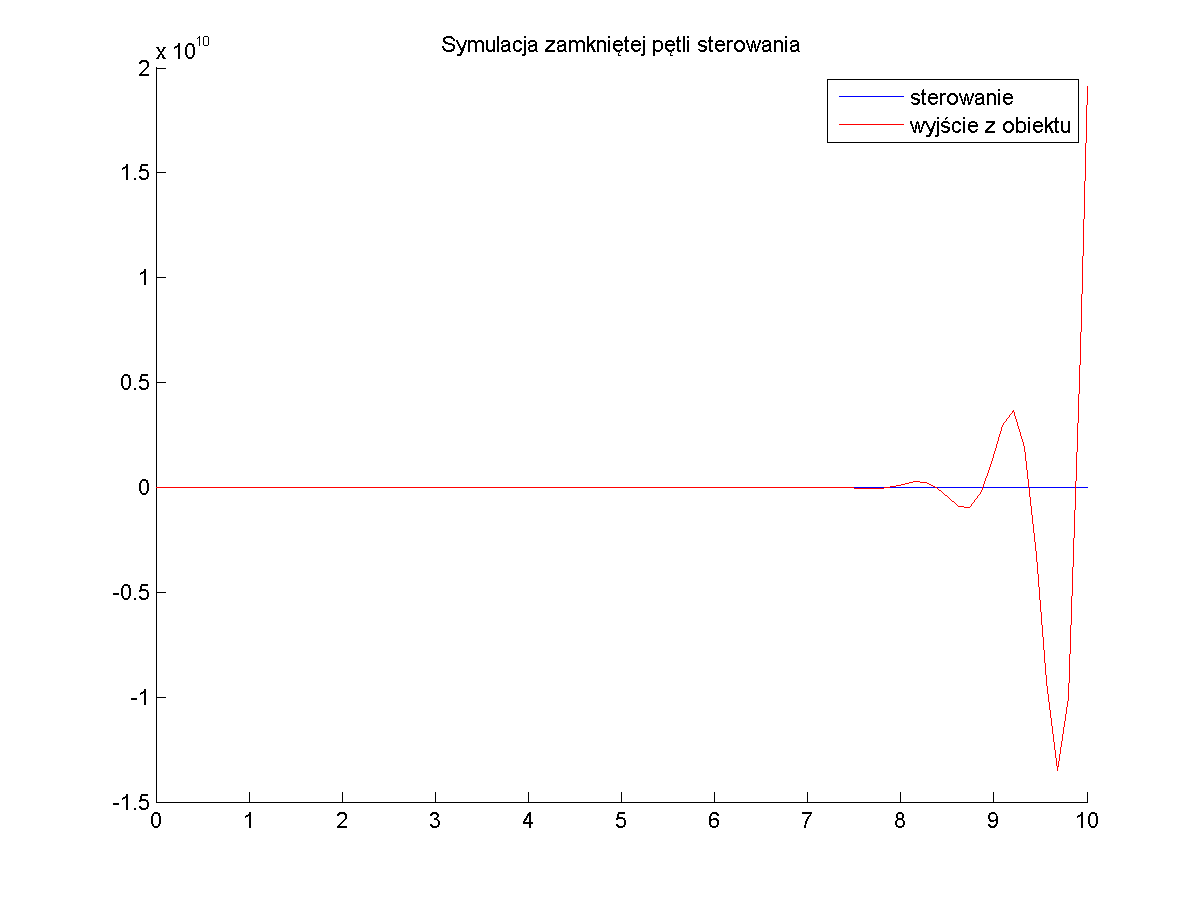 Symulacja zamkniętej pętli sterowania
x 10^10
sterowanie
wyjście z obiektu
2
1.5
1
0.5
0
-0.5
-1
-1.5
0 1 2 3 4 5 6 7 8 9 10